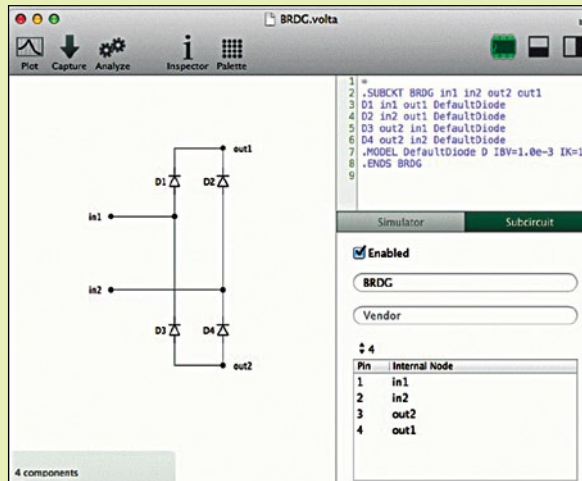 BRDG.volta
Plot Capture Analyze Inspector Palette
1 *
2 .SUBCKT BRDG in1 in2 out2 out1
3 D1 in1 out1 DefaultDiode
4 D2 in2 out1 DefaultDiode
5 D3 out2 in1 DefaultDiode
6 D4 out2 in2 DefaultDiode
7 .MODEL DefaultDiode D IBV=1.0e-3 IK=1
8 .ENDS BRDG
9
out1
D1 D2
in1
in2
D3 D4
out2
4 components
Simulator Subcircuit
Enabled
BRDG
Vendor
4
Pin Internal Node
1 in1
2 in2
3 out2
4 out1